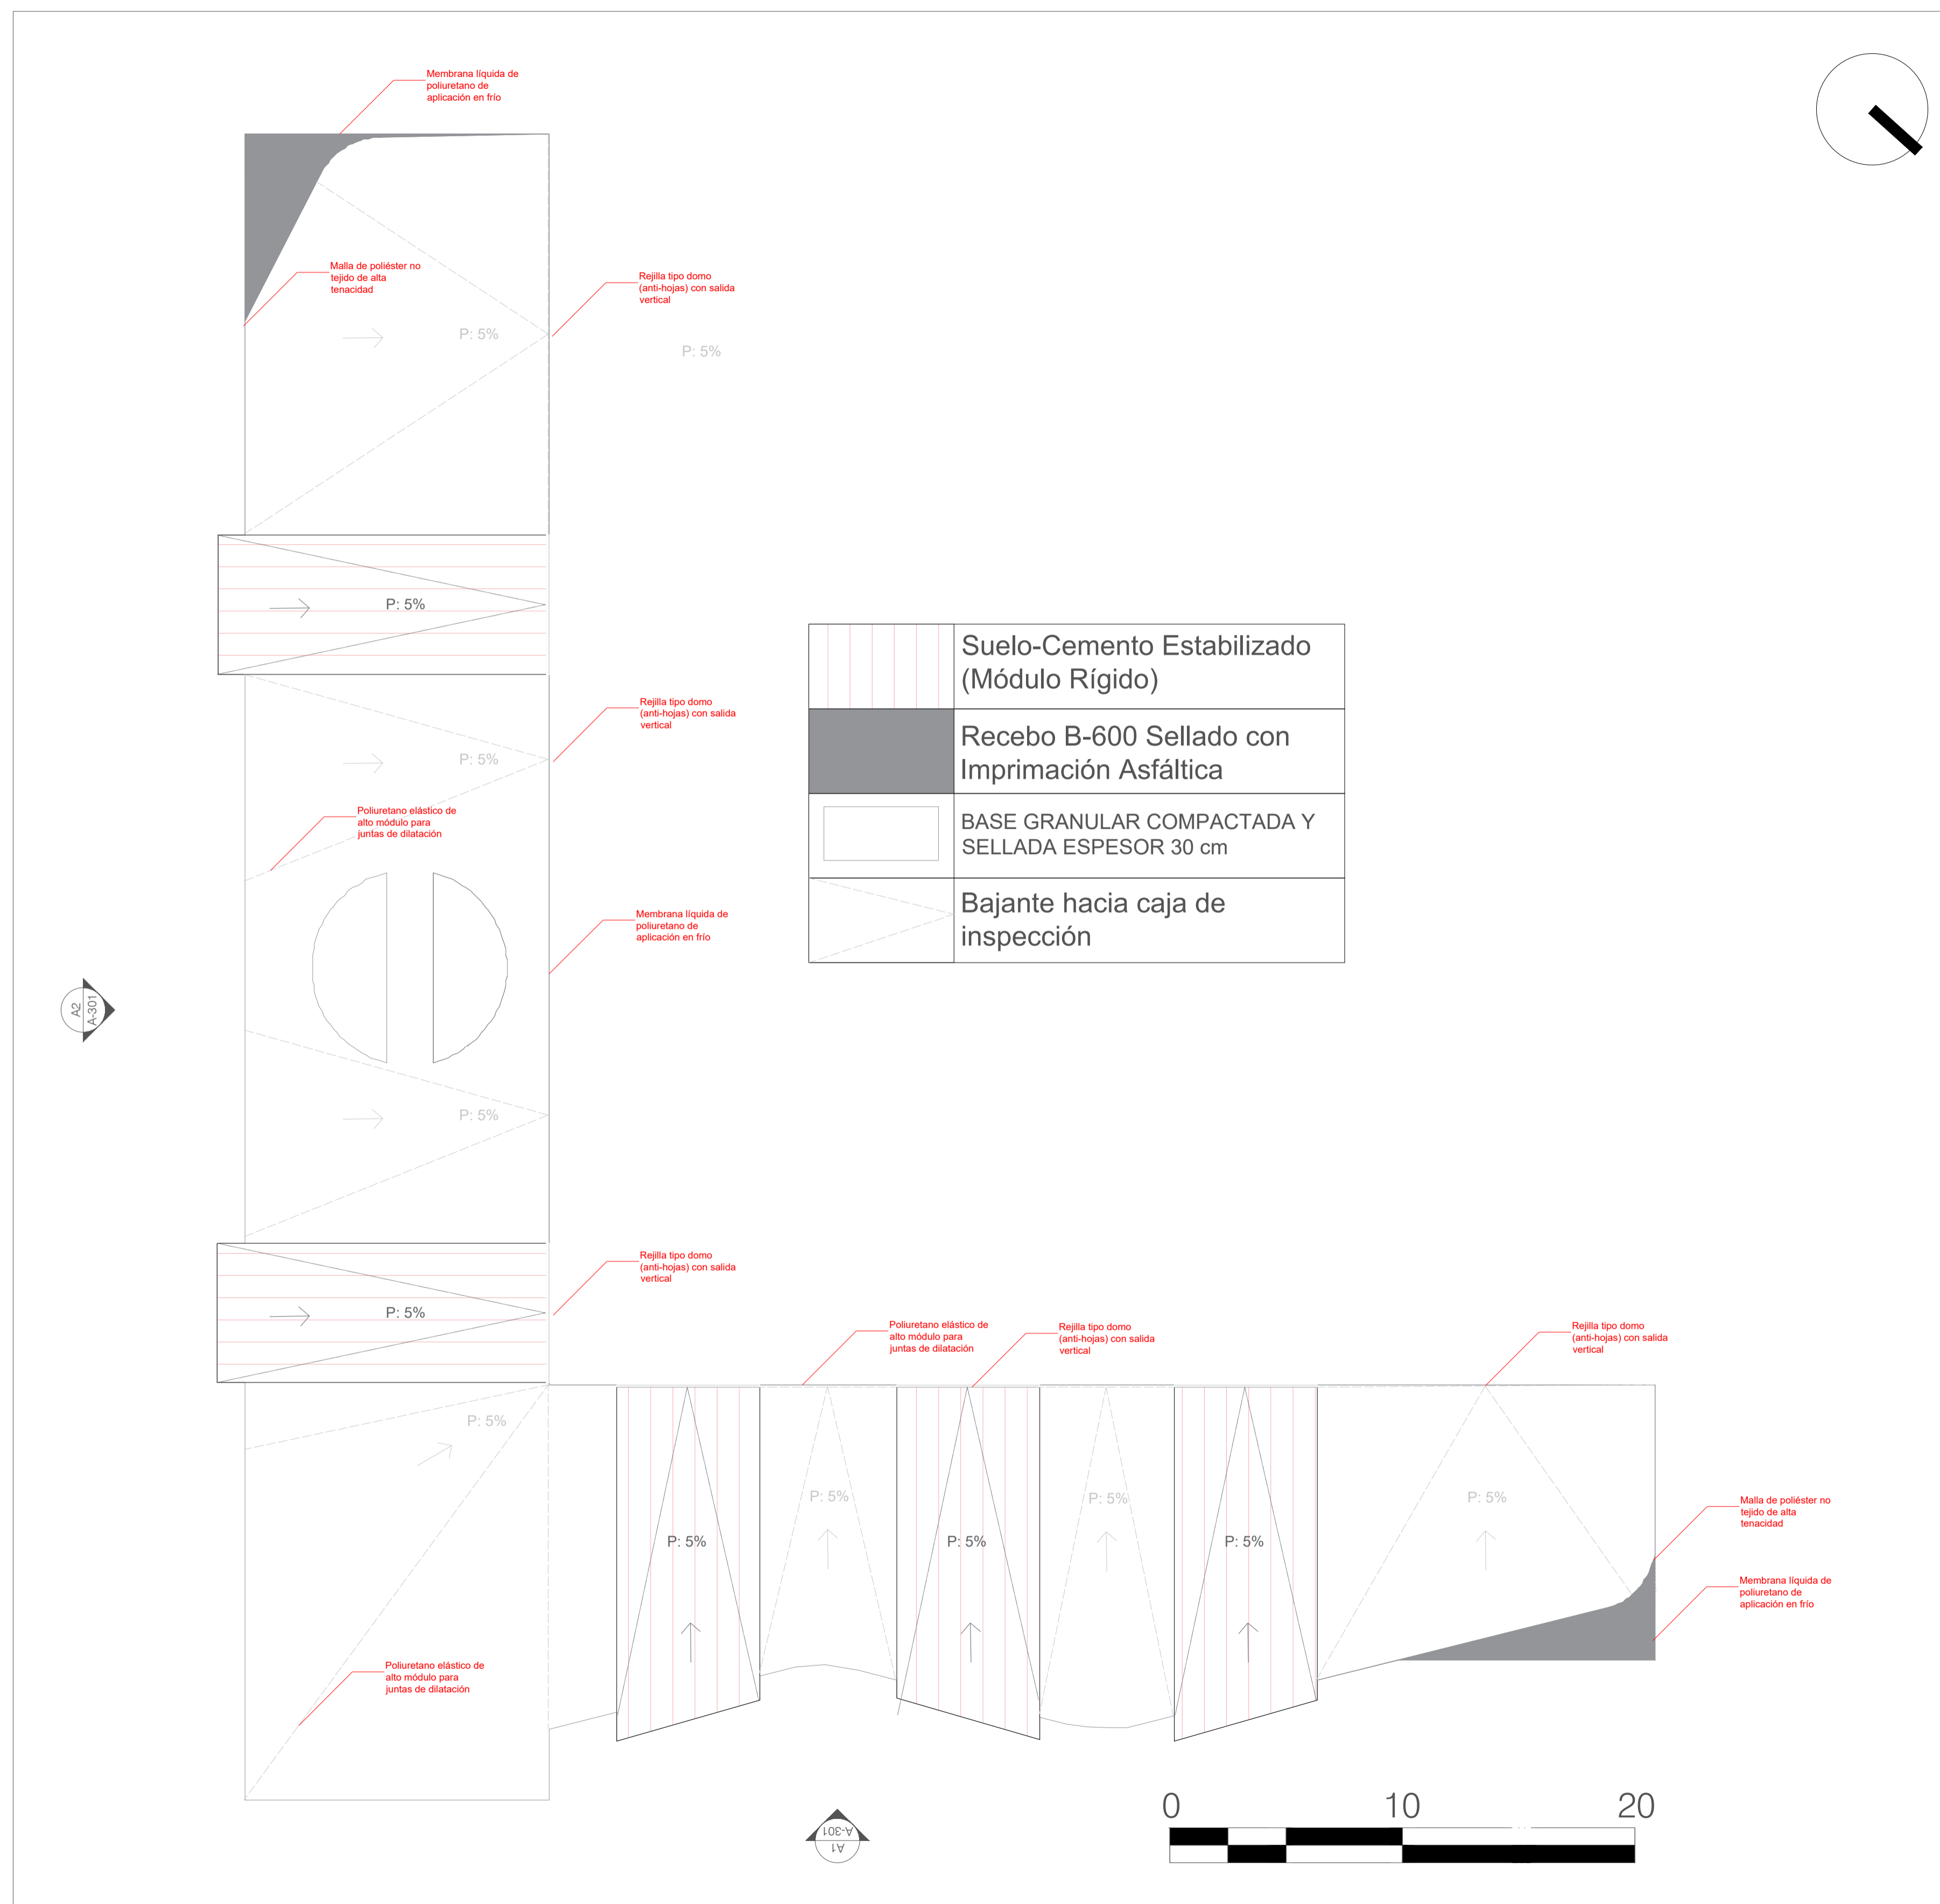 Membrana líquida de
poliuretano de
aplicación en frío
Malla de poliéster no
tejido de alta
tenacidad
Rejilla tipo domo
(anti-hojas) con salida
vertical
P: 5%
P: 5%
P: 5%
Suelo-Cemento Estabilizado
(Módulo Rígido)
Recebo B-600 Sellado con
Imprimación Asfáltica
BASE GRANULAR COMPACTADA Y
SELLADA ESPESOR 30 cm
Bajante hacia caja de
inspección
Rejilla tipo domo
(anti-hojas) con salida
vertical
P: 5%
Poliuretano elástico de
alto módulo para
juntas de dilatación
Membrana líquida de
poliuretano de
aplicación en frío
A2
A-301
P: 5%
Rejilla tipo domo
(anti-hojas) con salida
vertical
P: 5%
Poliuretano elástico de
alto módulo para
juntas de dilatación
Rejilla tipo domo
(anti-hojas) con salida
vertical
Rejilla tipo domo
(anti-hojas) con salida
vertical
P: 5%
P: 5%
P: 5%
P: 5%
Malla de poliéster no
tejido de alta
tenacidad
P: 5%
P: 5%
P: 5%
Membrana líquida de
poliuretano de
aplicación en frío
Poliuretano elástico de
alto módulo para
juntas de dilatación
A1
A-301
0 10 20